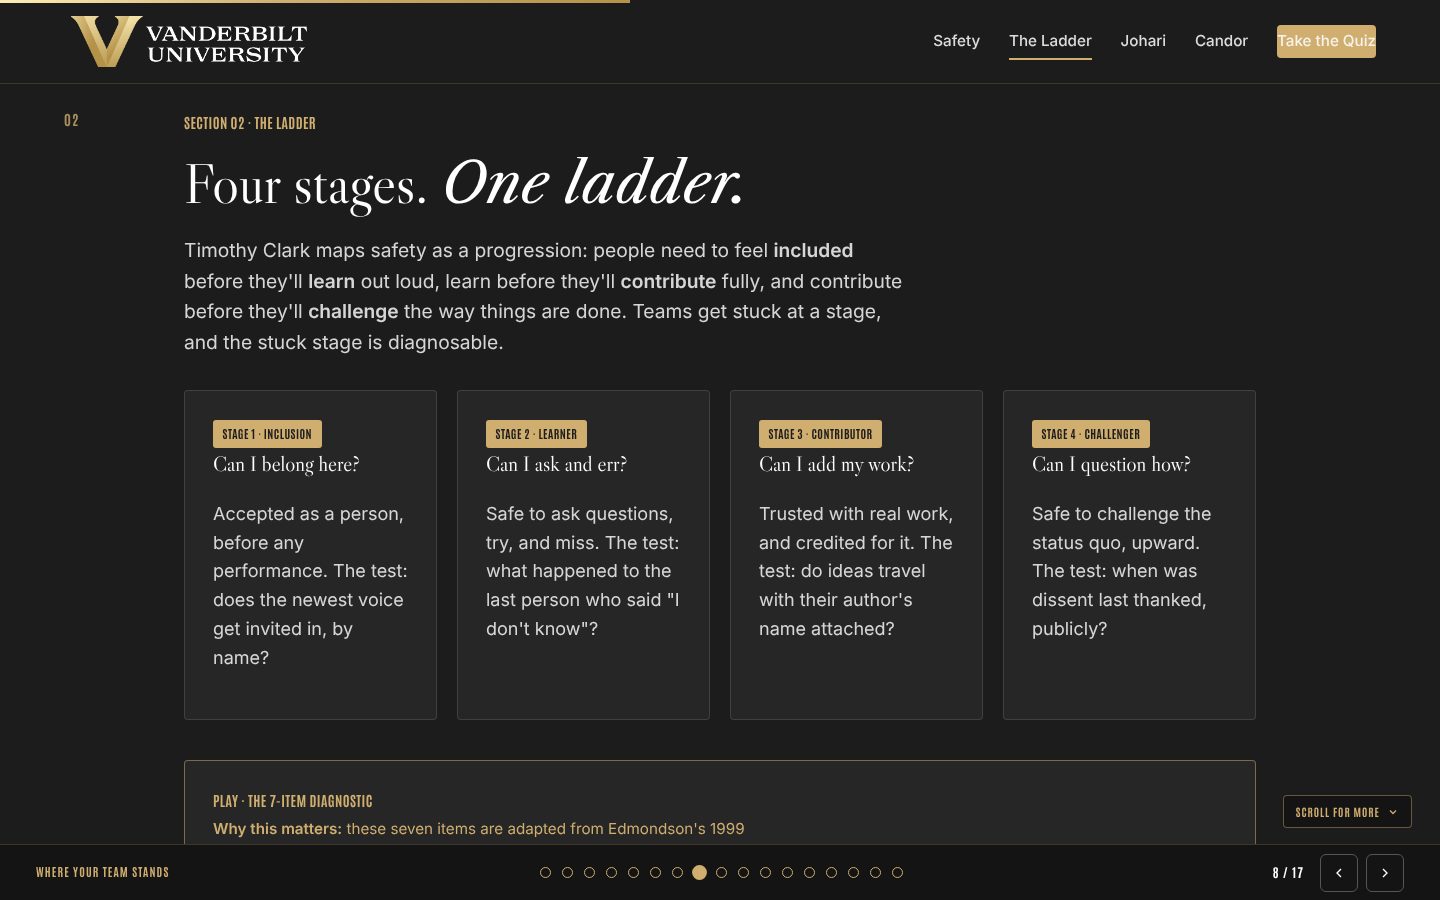 VANDERBILT
UNIVERSITY
Safety
The Ladder
Johari
Candor
Take the Quiz
02
SECTION 02 · THE LADDER
Four stages. One ladder.
Timothy Clark maps safety as a progression: people need to feel included
before they'll learn out loud, learn before they'll contribute fully, and contribute
before they'll challenge the way things are done. Teams get stuck at a stage,
and the stuck stage is diagnosable.
STAGE 1 · INCLUSION
Can I belong here?
Accepted as a person,
before any
performance. The test:
does the newest voice
get invited in, by
name?
STAGE 2 · LEARNER
Can I ask and err?
Safe to ask questions,
try, and miss. The test:
what happened to the
last person who said "I
don't know"?
STAGE 3 · CONTRIBUTOR
Can I add my work?
Trusted with real work,
and credited for it. The
test: do ideas travel
with their author's
name attached?
STAGE 4 · CHALLENGER
Can I question how?
Safe to challenge the
status quo, upward.
The test: when was
dissent last thanked,
publicly?
PLAY · THE 7-ITEM DIAGNOSTIC
Why this matters: these seven items are adapted from Edmondson's 1999
SCROLL FOR MORE
WHERE YOUR TEAM STANDS
8 / 17